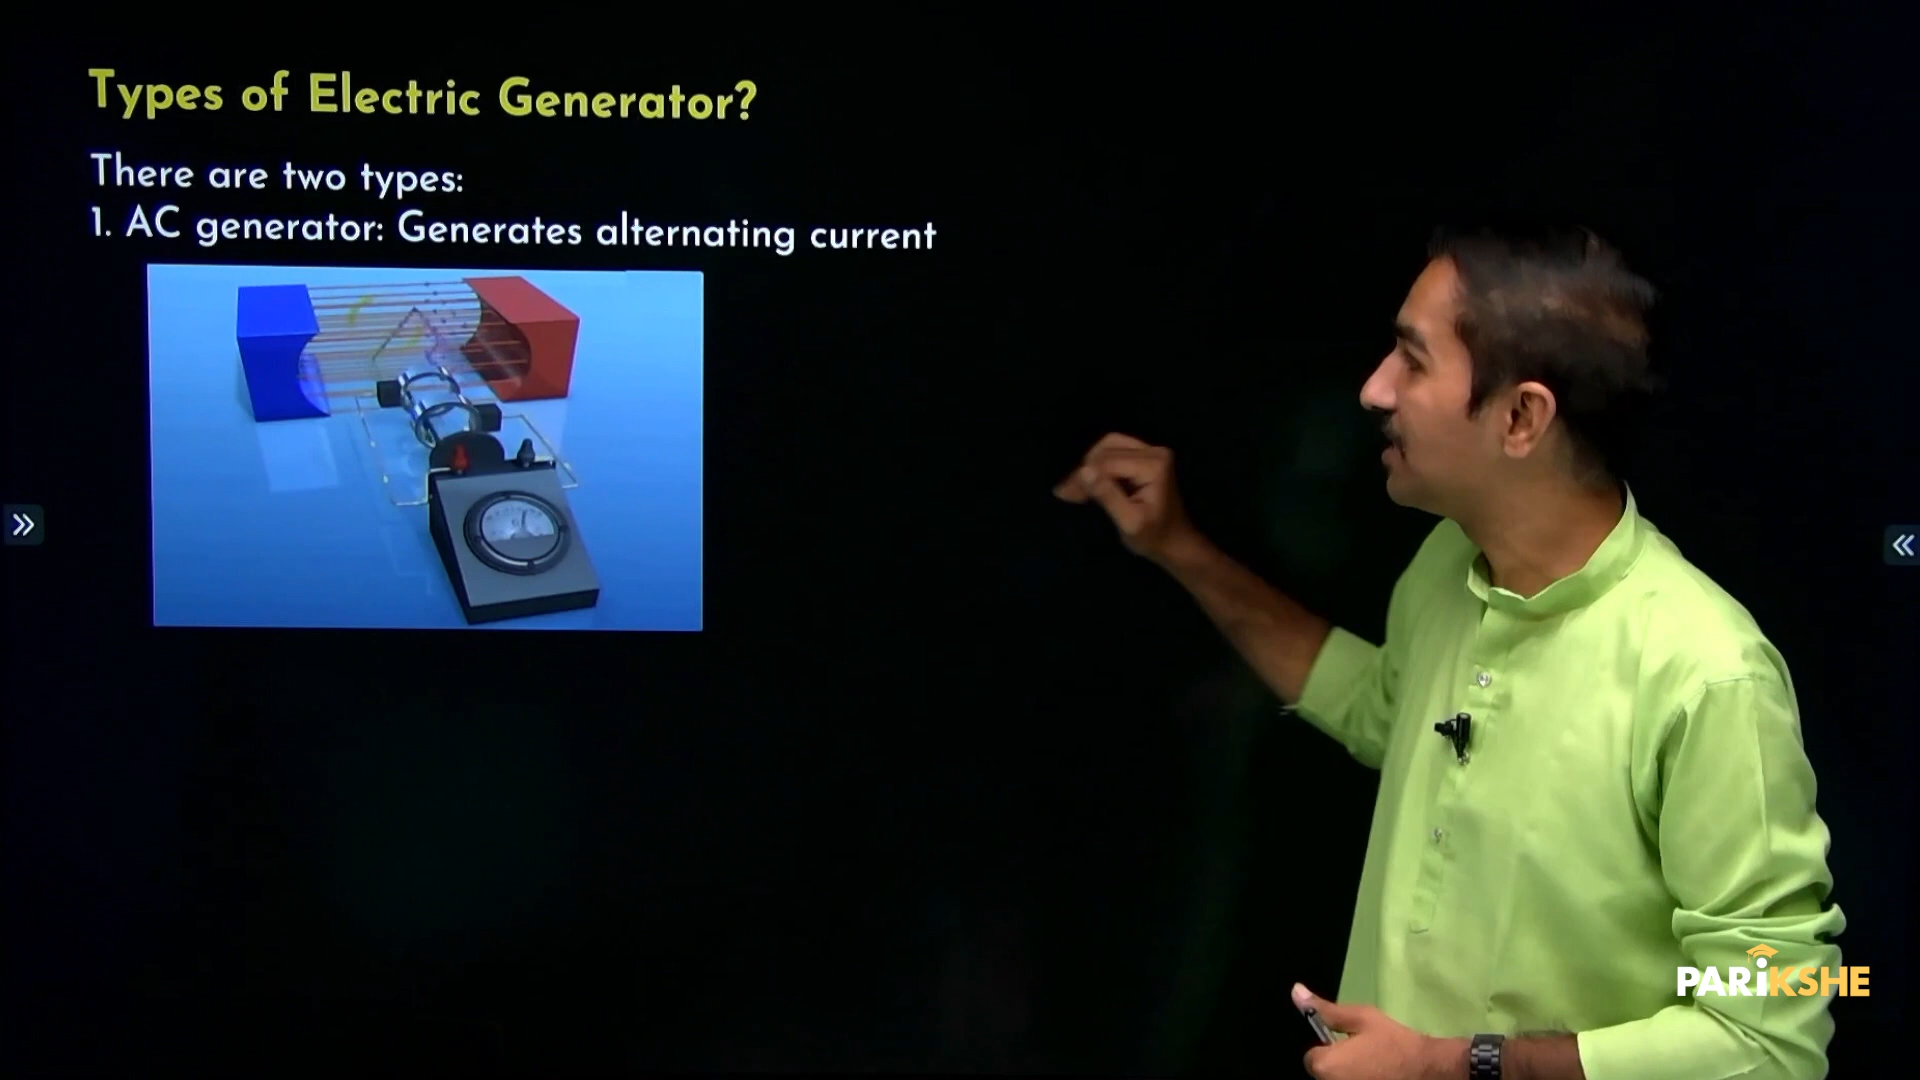 Types of Electric Generator?
There are two types:
1. AC generator: Generates alternating current
PARiKSHE